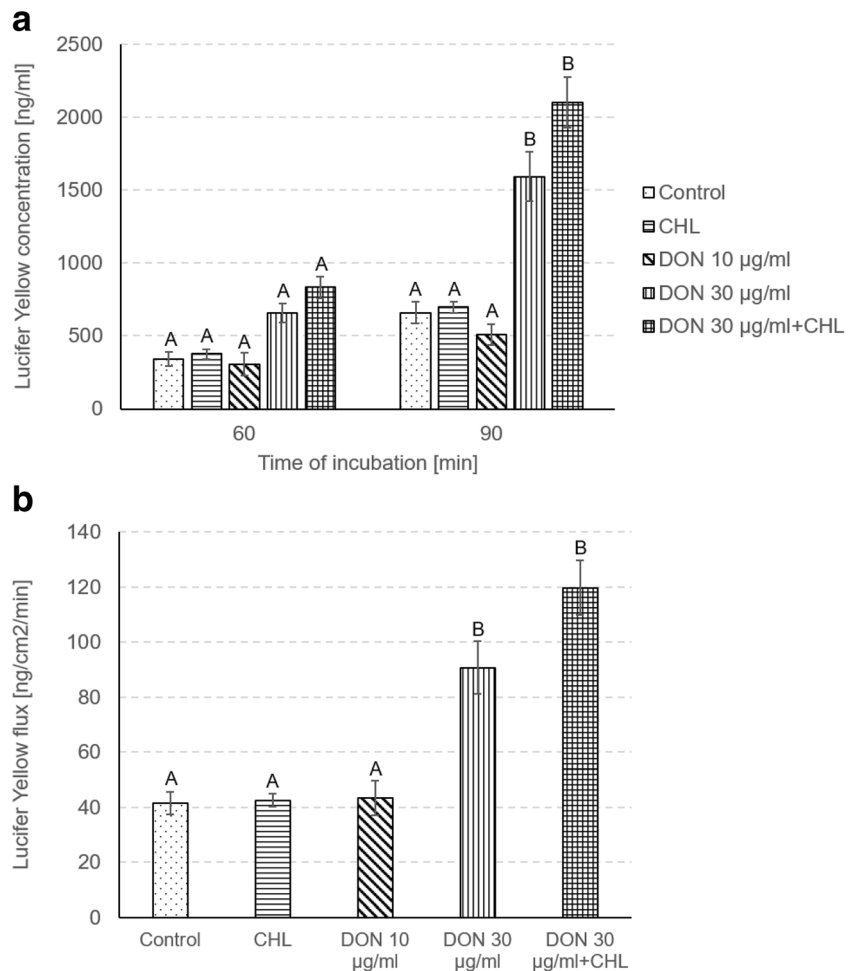 a
Lucifer Yellow concentration [ng/ml]
2500
2000
1500
1000
500
0
A
A
A
A
A
A
A
A
B
B
60
90
Time of incubation [min]
Control
CHL
DON 10 µg/ml
DON 30 µg/ml
DON 30 µg/ml+CHL
b
Lucifer Yellow flux [ng/cm2/min]
140
120
100
80
60
40
20
0
A
A
A
B
B
Control
CHL
DON 10
µg/ml
DON 30
µg/ml
DON 30
µg/ml+CHL